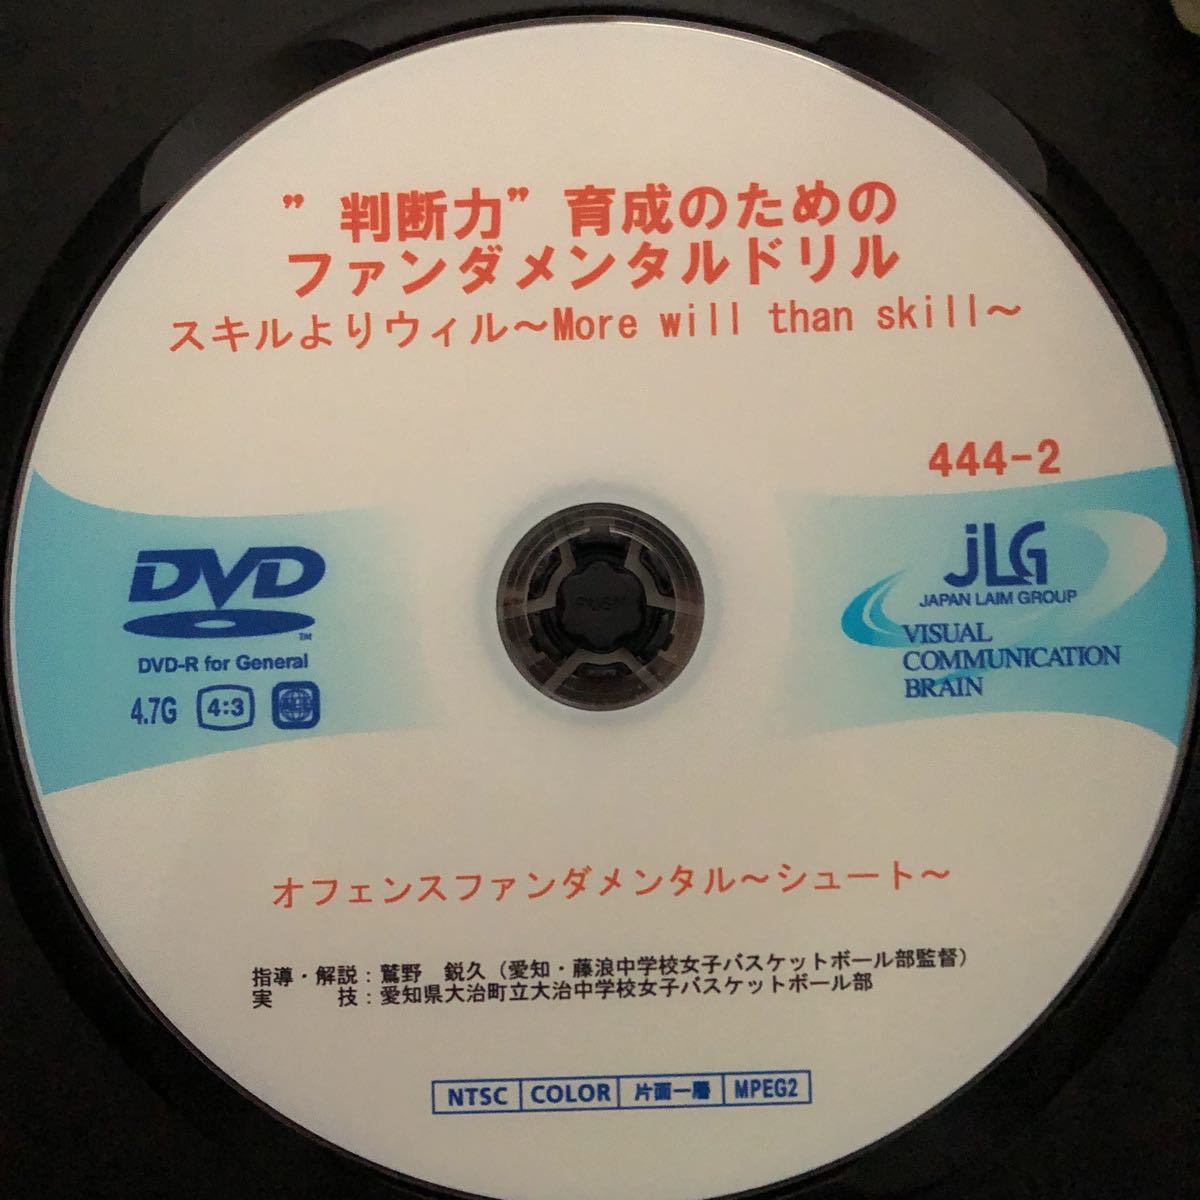 ”判断力”育成のための
ファンダメンタルドリル
スキルよりウィル～More will than skill～
444-2
DVD
TM
DVD-R for General
4.7G 4:3 ALL
JLG
JAPAN LAIM GROUP
VISUAL
COMMUNICATION
BRAIN
PUSH
オフェンスファンダメンタル～シュート～
指導・解説：鷲野　鋭久（愛知・藤浪中学校女子バスケットボール部監督）
実　　　技：愛知県大治町立大治中学校女子バスケットボール部
NTSC COLOR 片面一層 MPEG2